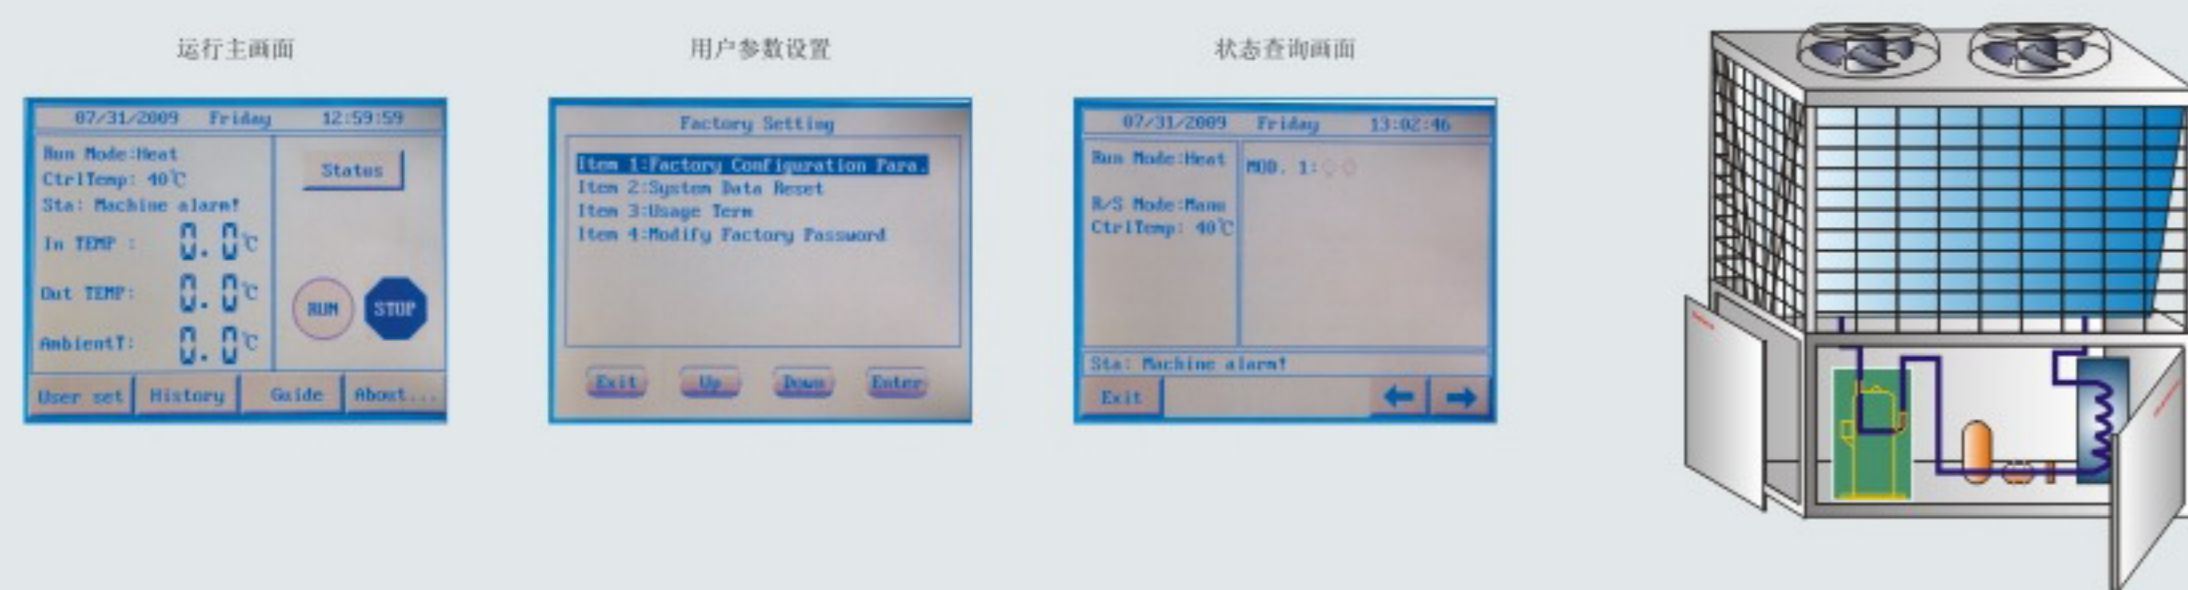 运行主画面
07/31/2009 Friday 12:59:59
Run Mode:Heat
CtrlTemp: 40℃
Sta: Machine alarm!
In TEMP : 0.0℃
Out TEMP: 0.0℃
AmbientT: 0.0℃
Status
RUN STOP
User set History Guide About...
用户参数设置
Factory Setting
Item 1:Factory Configuration Para.
Item 2:System Data Reset
Item 3:Usage Term
Item 4:Modify Factory Password
Exit Up Down Enter
状态查询画面
07/31/2009 Friday 13:02:46
Run Mode:Heat
R/S Mode:Manu
CtrlTemp: 40℃
MOD. 1:
Sta: Machine alarm!
Exit